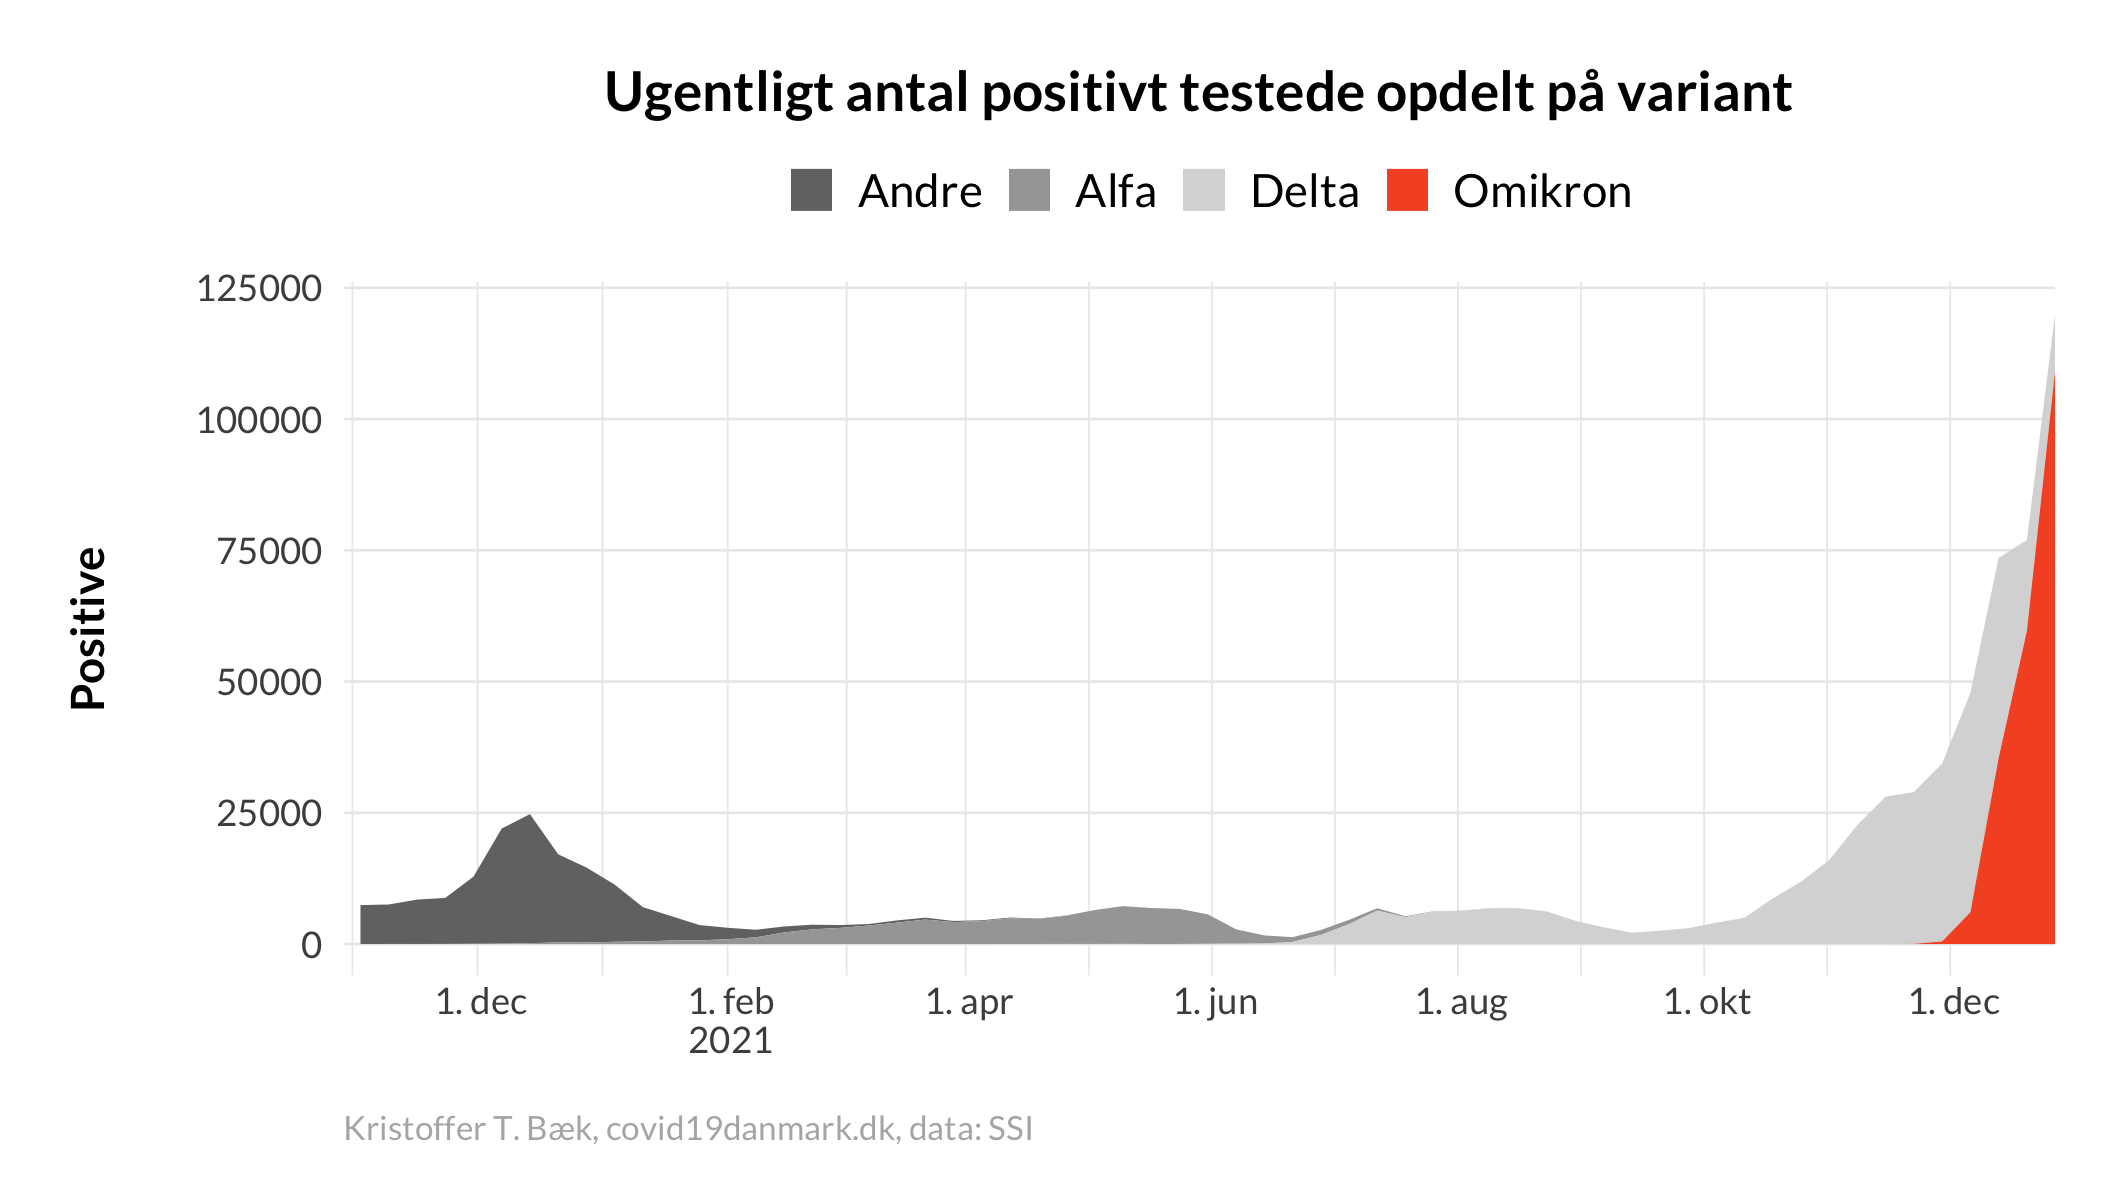 Ugentligt antal positivt testede opdelt på variant
Andre Alfa Delta Omikron
125000
100000
75000
50000
25000
0
Positive
1. dec 1. feb 1. apr 1. jun 1. aug 1. okt 1. dec
2021
Kristoffer T. Bæk, covid19danmark.dk, data: SSI